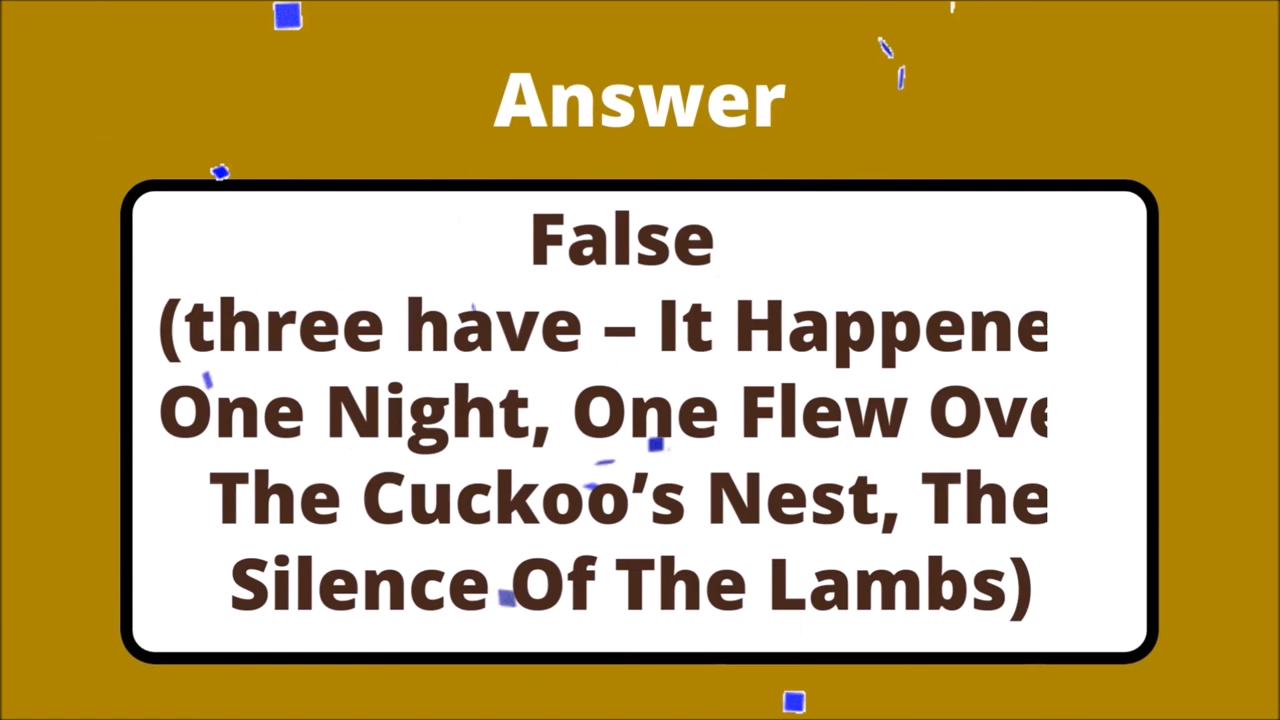 Answer
False
(three have – It Happene
One Night, One Flew Ove
The Cuckoo’s Nest, The
Silence Of The Lambs)